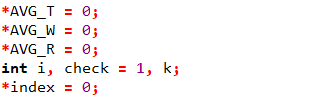 *AVG_T = 0;
*AVG_W = 0;
*AVG_R = 0;
int i, check = 1, k;
*index = 0;